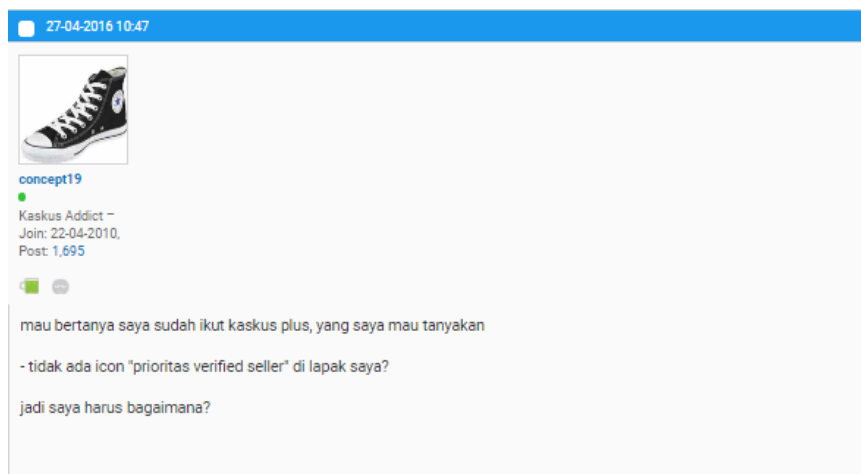 27-04-2016 10:47
concept19
Kaskus Addict –
Join: 22-04-2010,
Post: 1,695
mau bertanya saya sudah ikut kaskus plus, yang saya mau tanyakan
- tidak ada icon "prioritas verified seller" di lapak saya?
jadi saya harus bagaimana?